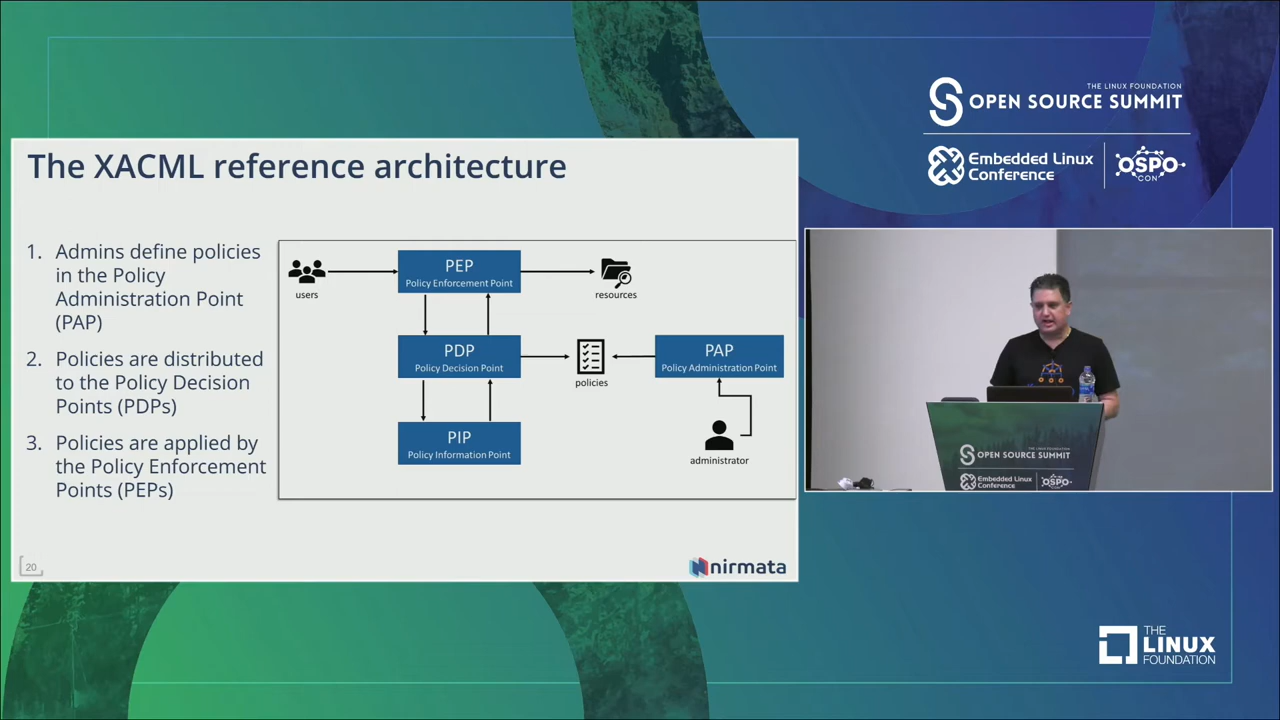 THE LINUX FOUNDATION
OPEN SOURCE SUMMIT
Embedded Linux
Conference
OSPO
CON
The XACML reference architecture
1. Admins define policies
in the Policy
Administration Point
(PAP)
2. Policies are distributed
to the Policy Decision
Points (PDPs)
3. Policies are applied by
the Policy Enforcement
Points (PEPs)
users
PEP
Policy Enforcement Point
resources
PDP
Policy Decision Point
policies
PAP
Policy Administration Point
PIP
Policy Information Point
administrator
20
nirmata
OPEN SOURCE SUMMIT
Embedded Linux
Conference
OSPO
THE
LINUX
FOUNDATION